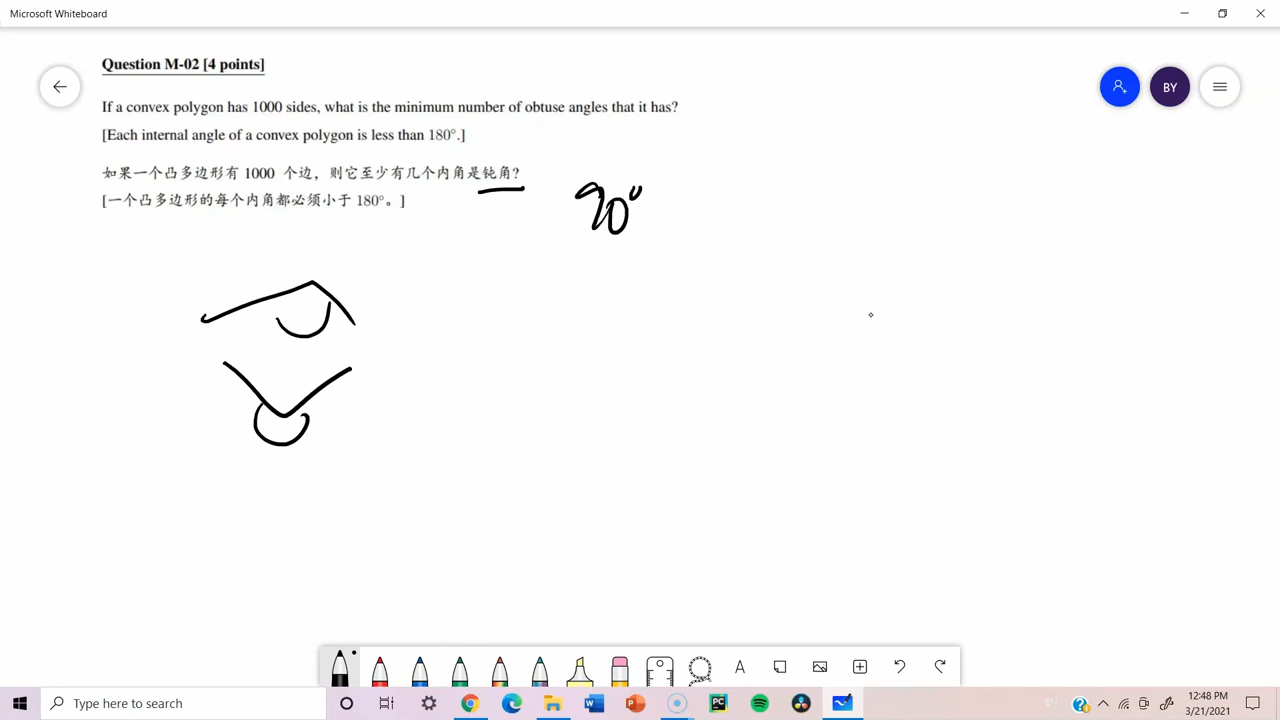 Microsoft Whiteboard
Question M-02 [4 points]
BY
If a convex polygon has 1000 sides, what is the minimum number of obtuse angles that it has?
[Each internal angle of a convex polygon is less than 180°.]
如果一个凸多边形有 1000 个边，则它至少有几个内角是钝角?
[一个凸多边形的每个内角都必须小于 180°。]
90°
A
Type here to search
W
P
PC
12:48 PM
3/21/2021